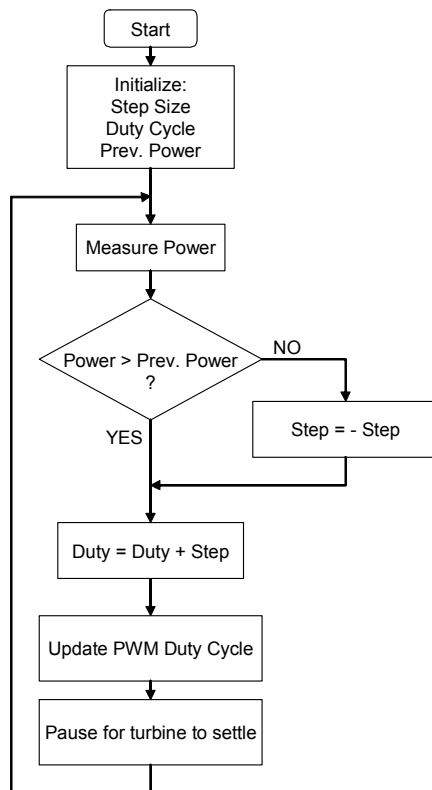 Start
Initialize:
Step Size
Duty Cycle
Prev. Power
Measure Power
Power > Prev. Power
?
NO
YES
Step = - Step
Duty = Duty + Step
Update PWM Duty Cycle
Pause for turbine to settle